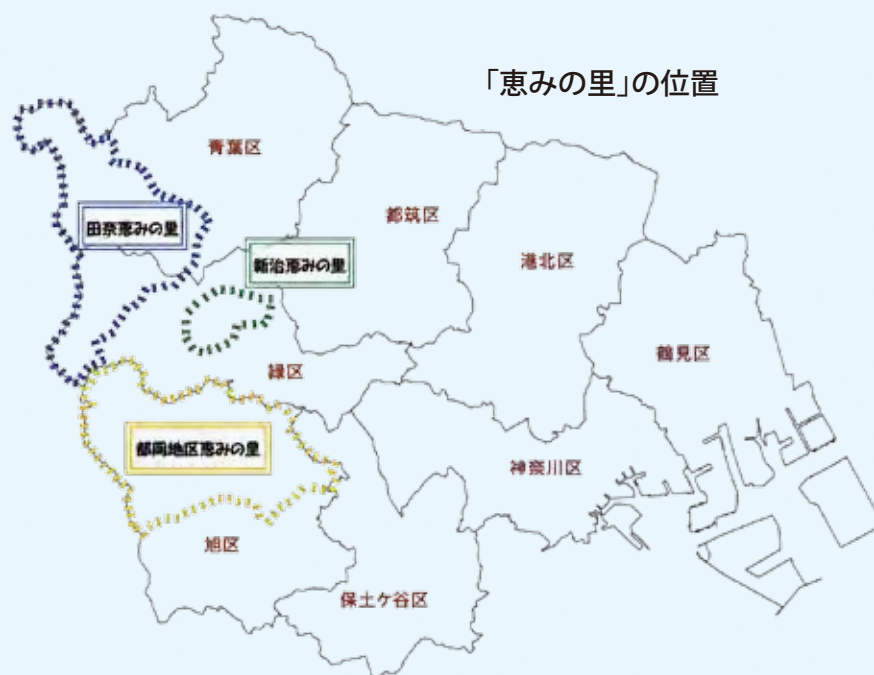 「恵みの里」の位置
青葉区
都筑区
田奈恵みの里
新治恵みの里
港北区
鶴見区
緑区
都岡地区恵みの里
神奈川区
旭区
保土ケ谷区